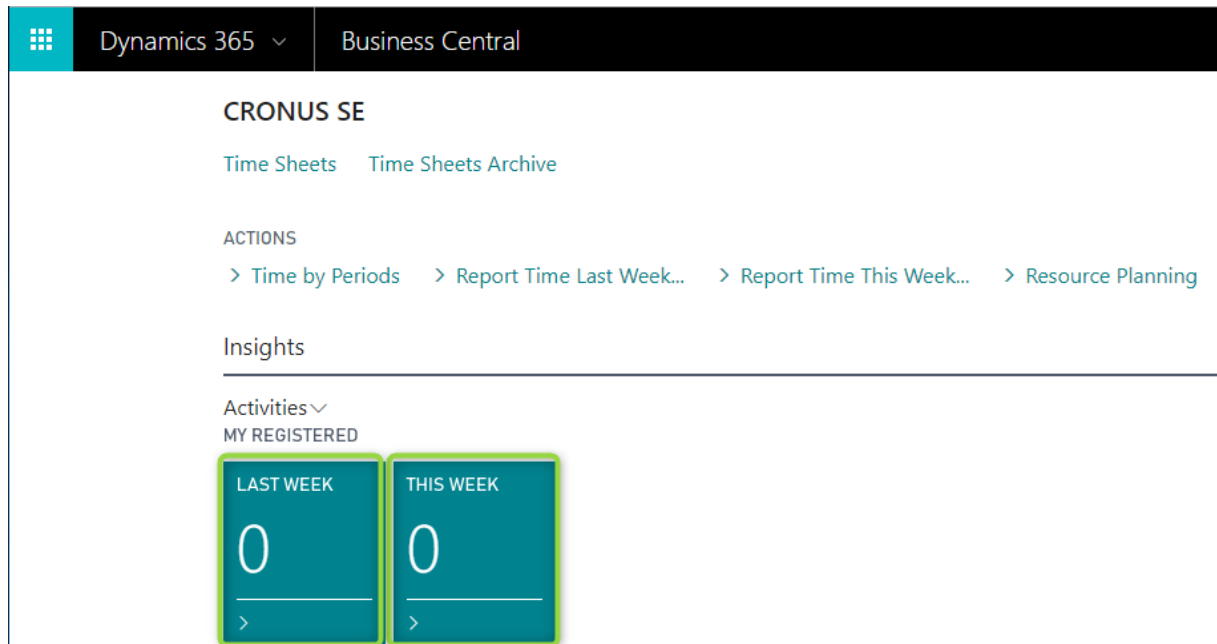 Dynamics 365 Business Central
CRONUS SE
Time Sheets Time Sheets Archive
ACTIONS
> Time by Periods > Report Time Last Week... > Report Time This Week... > Resource Planning
Insights
Activities
MY REGISTERED
LAST WEEK THIS WEEK
0 0
> >